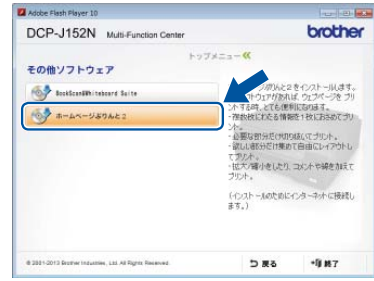 Adobe Flash Player 10
DCP-J152N Multi-Function Center
brother
トップメニュー
その他ソフトウェア
BookScan&Whiteboard Suite
ホームページぷりんと2
ぷりんと2をインストールします。
ソフトウェアがあれば、ウェブページを プリ
ントする時、とても便利になります。
・複数枚にわたる情報を1枚におさめてプリ
ント。
・必要な部分だけ切り抜いてプリント。
・欲しい部分だけ集めて自由にレイアウトし
てプリント。
・拡大/縮小をしたり、コメントや線を加えて
プリント。
(インストールのためにインターネットに接続し
ます。)
© 2001-2013 Brother Industries, Ltd. All Rights Reserved.
戻る
終了